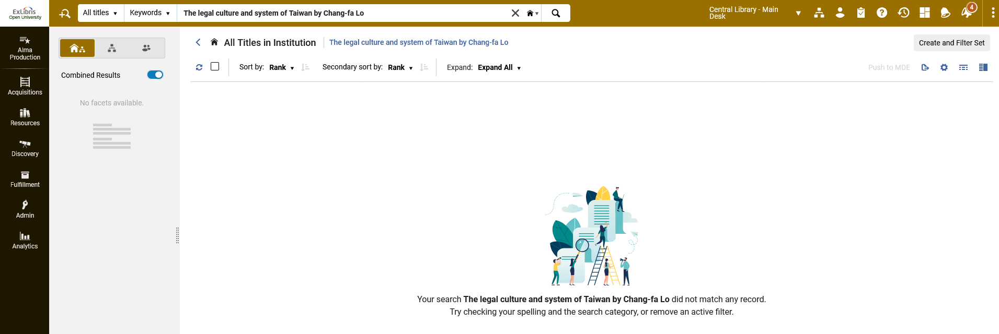 ExLibris
Open University
All titles
Keywords
The legal culture and system of Taiwan by Chang-fa Lo
Central Library - Main
Desk
4
Alma
Production
Acquisitions
Resources
Discovery
Fulfillment
Admin
Analytics
Combined Results
No facets available.
All Titles in Institution
The legal culture and system of Taiwan by Chang-fa Lo
Create and Filter Set
Sort by: Rank
Secondary sort by: Rank
Expand: Expand All
Push to MDE
Your search The legal culture and system of Taiwan by Chang-fa Lo did not match any record.
Try checking your spelling and the search category, or remove an active filter.